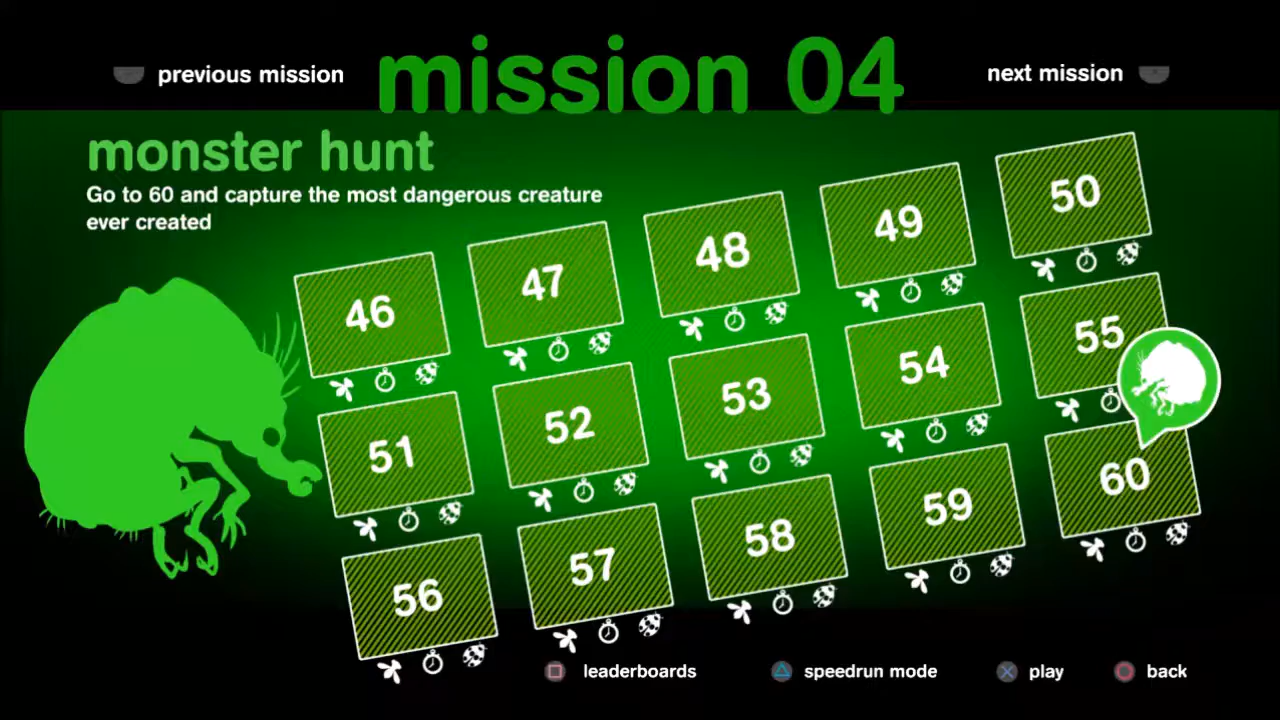 previous mission
mission 04
next mission
monster hunt
Go to 60 and capture the most dangerous creature
ever created
46
47
48
49
50
51
52
53
54
55
56
57
58
59
60
leaderboards
speedrun mode
play
back